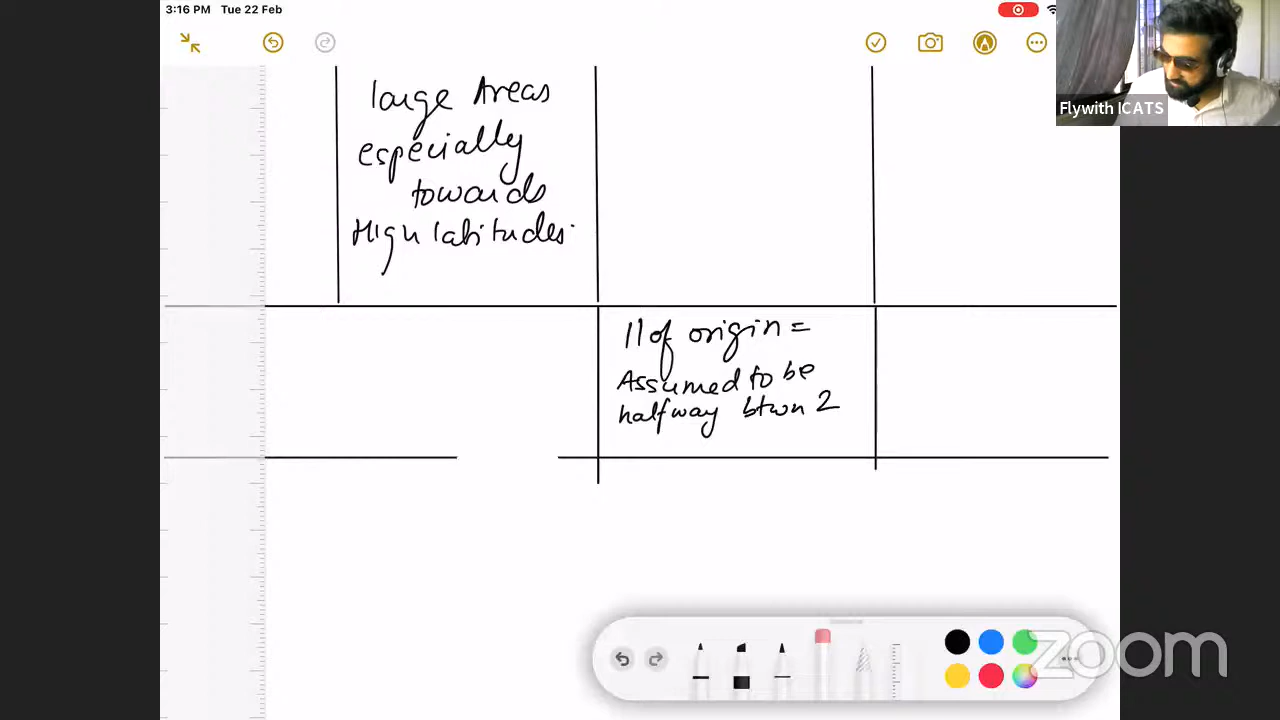 3:16 PM Tue 22 Feb
Flywith ICATS
large Areas
especially
towards
High latitudes.
11 of origin =
Assumed to be
halfway btwn 2
zoom